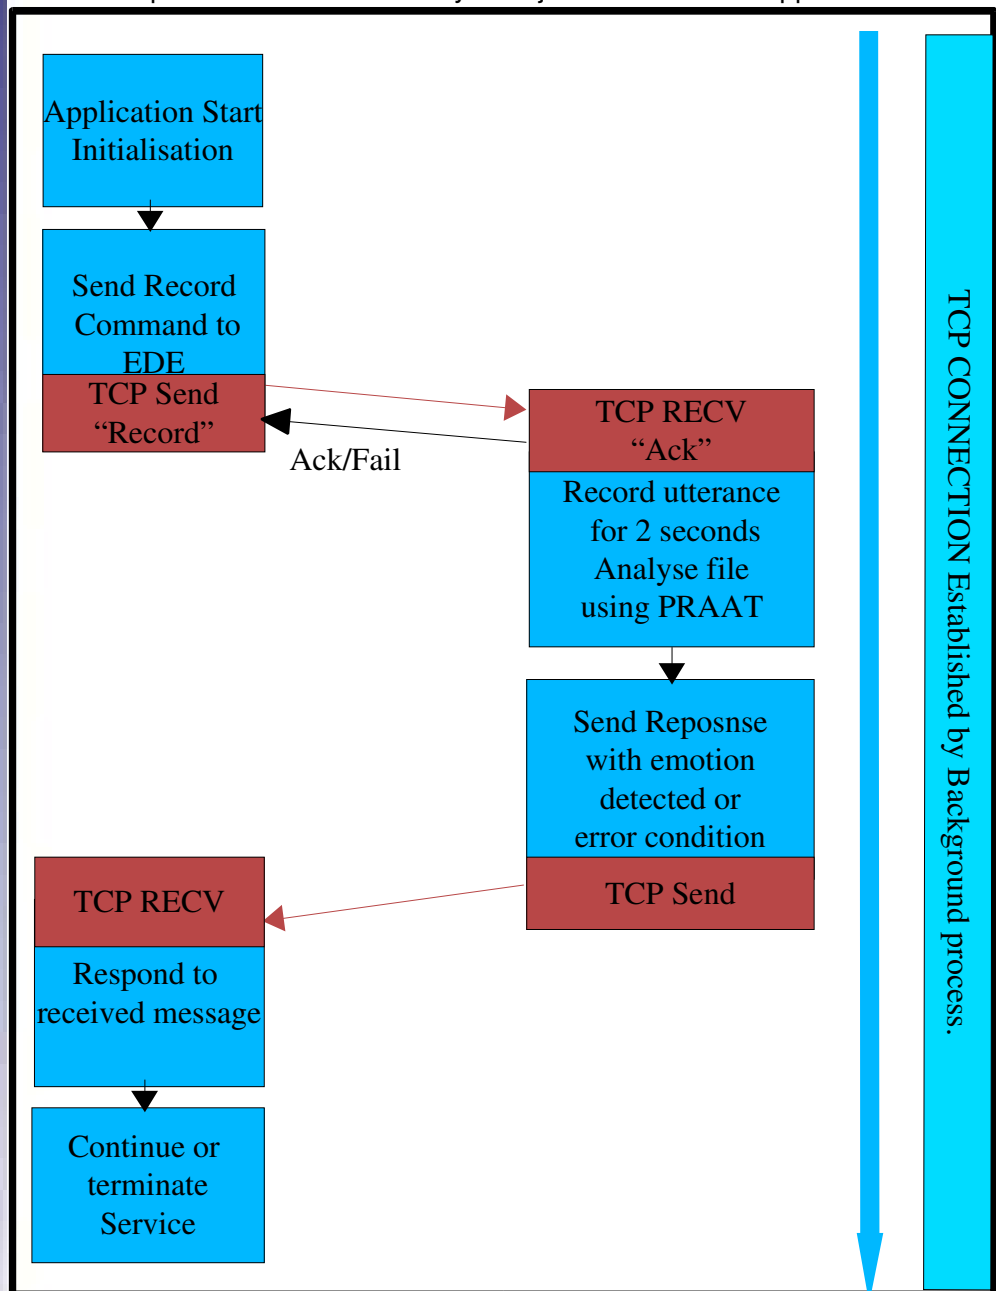 Application Start
Initialisation
Send Record
Command to
EDE
TCP Send
“Record”
TCP RECV
“Ack”
Ack/Fail
Record utterance
for 2 seconds
Analyse file
using PRAAT
Send Reposnse
with emotion
detected or
error condition
TCP Send
TCP RECV
Respond to
received message
Continue or
terminate
Service
TCP CONNECTION Established by Background process.